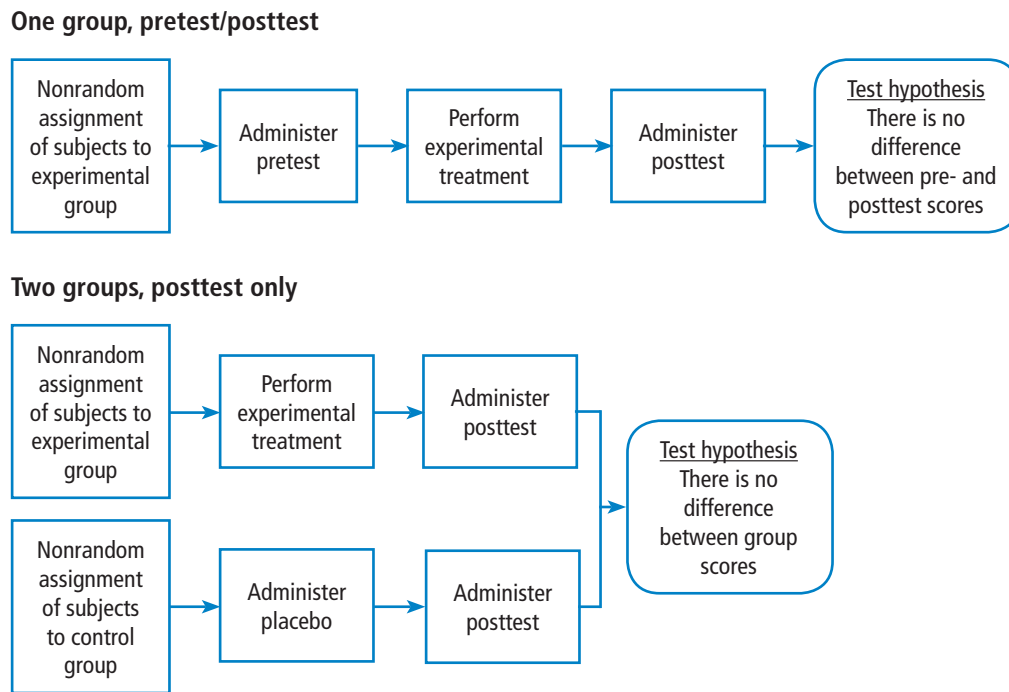 One group, pretest/posttest
Nonrandom
assignment
of subjects to
experimental
group
Administer
pretest
Perform
experimental
treatment
Administer
posttest
Test hypothesis
There is no
difference
between pre- and
posttest scores
Two groups, posttest only
Nonrandom
assignment
of subjects to
experimental
group
Perform
experimental
treatment
Administer
posttest
Nonrandom
assignment
of subjects
to control
group
Administer
placebo
Administer
posttest
Test hypothesis
There is no
difference
between group
scores